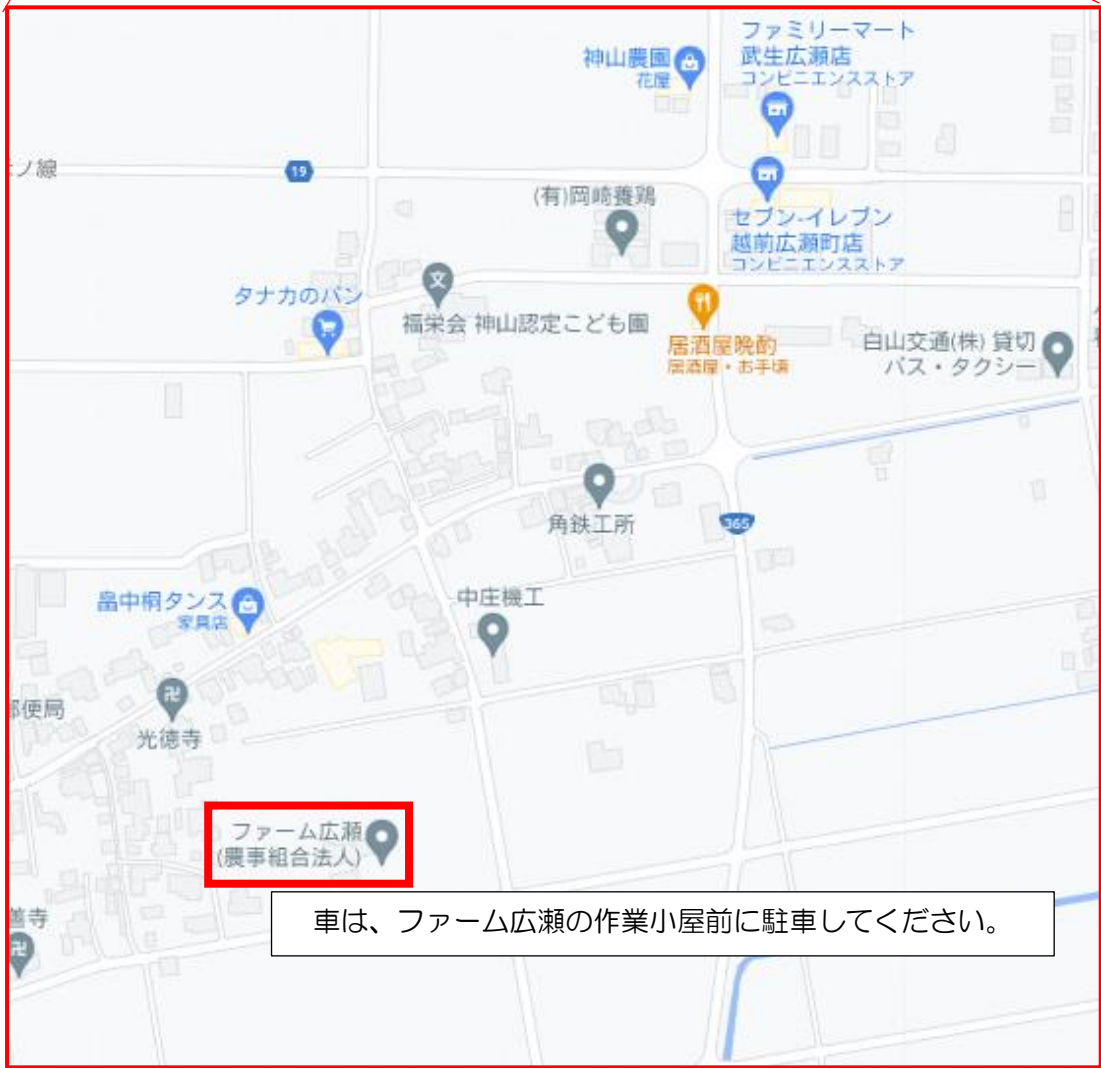 ファミリーマート
武生広瀬店
コンビニエンスストア
神山農園
花屋
ノ線
19
(有)岡崎養鶏
セブン-イレブン
越前広瀬町店
コンビニエンスストア
文
タナカのパン
福栄会 神山認定こども園
居酒屋晩酌
居酒屋・お手頃
白山交通(株) 貸切
バス・タクシー
角鉄工所
365
畠中桐タンス
家具店
中庄機工
郵便局
卍
光徳寺
ファーム広瀬
(農事組合法人)
車は、ファーム広瀬の作業小屋前に駐車してください。
善寺
卍